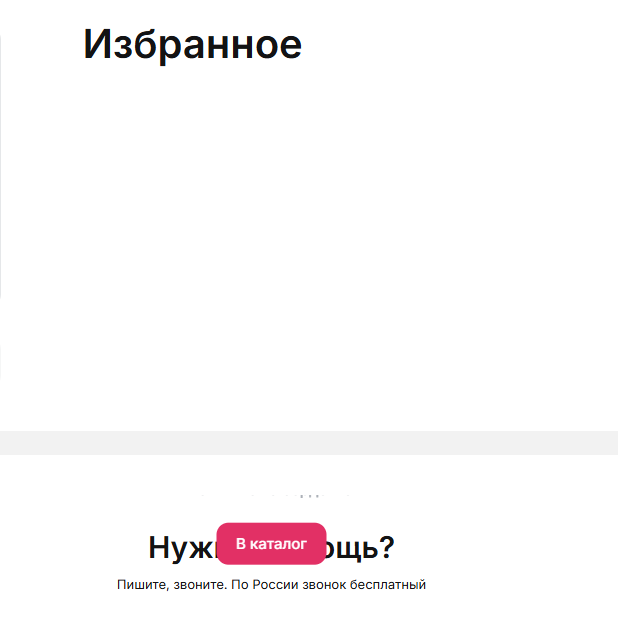 Избранное
В каталог
Пишите, звоните. По России звонок бесплатный